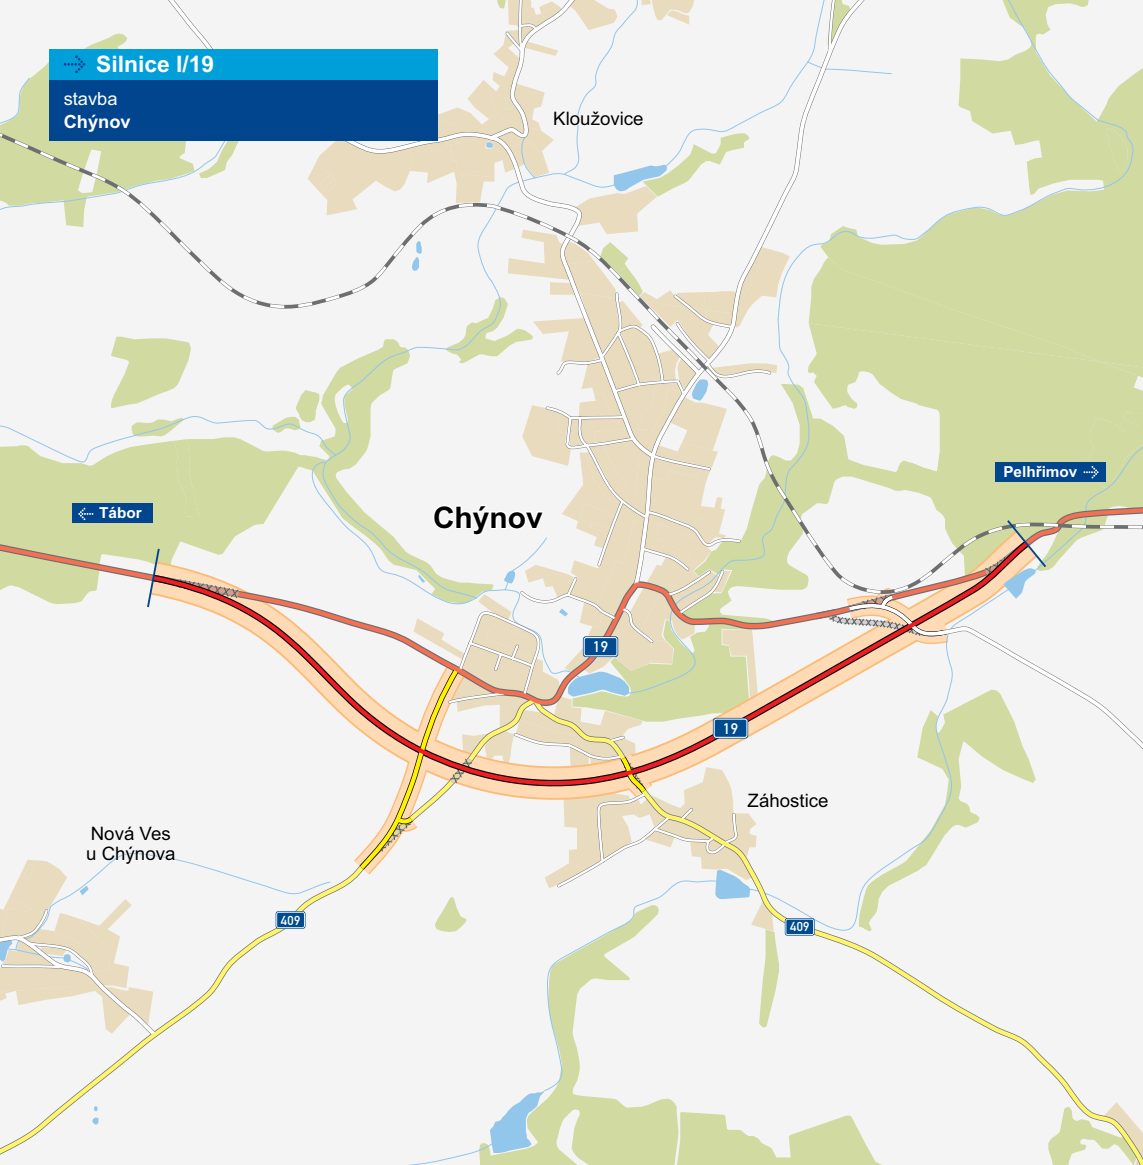 Silnice I/19
stavba
Chýnov
Kloužovice
Pelhřimov
Tábor
Chýnov
19
19
Záhostice
Nová Ves
u Chýnova
409
409